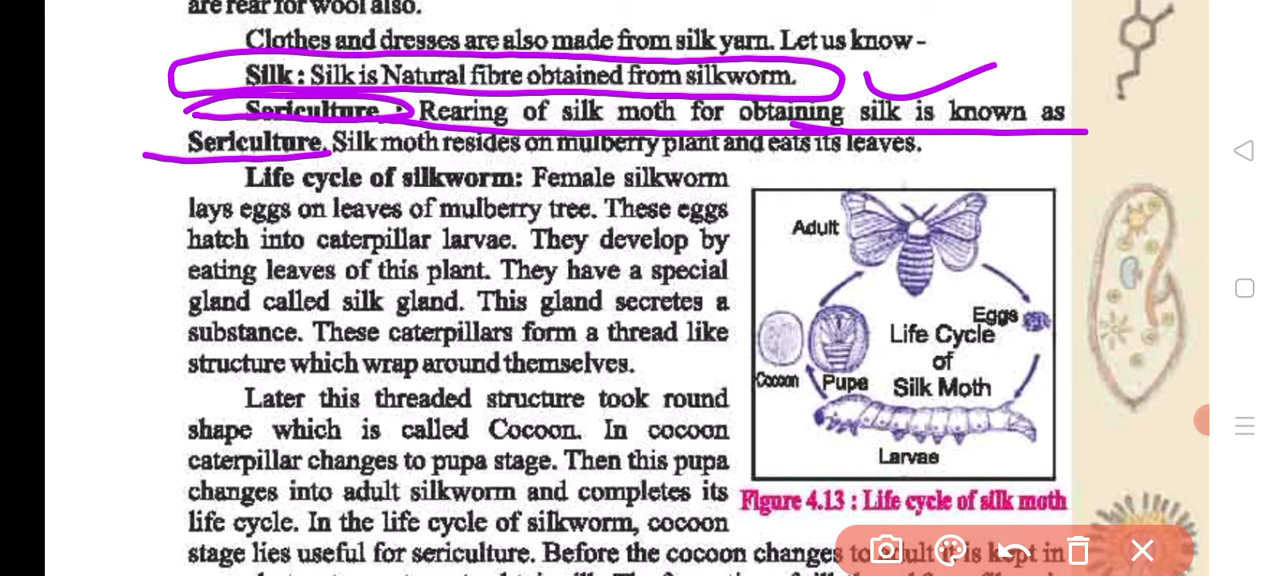 are rear for wool also.
Clothes and dresses are also made from silk yarn. Let us know -
Silk : Silk is Natural fibre obtained from silkworm.
Sericulture : Rearing of silk moth for obtaining silk is known as
Sericulture. Silk moth resides on mulberry plant and eats its leaves.
Life cycle of silkworm: Female silkworm
lays eggs on leaves of mulberry tree. These eggs
hatch into caterpillar larvae. They develop by
eating leaves of this plant. They have a special
gland called silk gland. This gland secretes a
substance. These caterpillars form a thread like
structure which wrap around themselves.
Later this threaded structure took round
shape which is called Cocoon. In cocoon
caterpillar changes to pupa stage. Then this pupa
changes into adult silkworm and completes its
life cycle. In the life cycle of silkworm, cocoon
stage lies useful for sericulture. Before the cocoon changes to adult it is kept in
Adult
Eggs
Life Cycle
of
Silk Moth
Cocoon
Pupa
Larvae
Figure 4.13 : Life cycle of silk moth